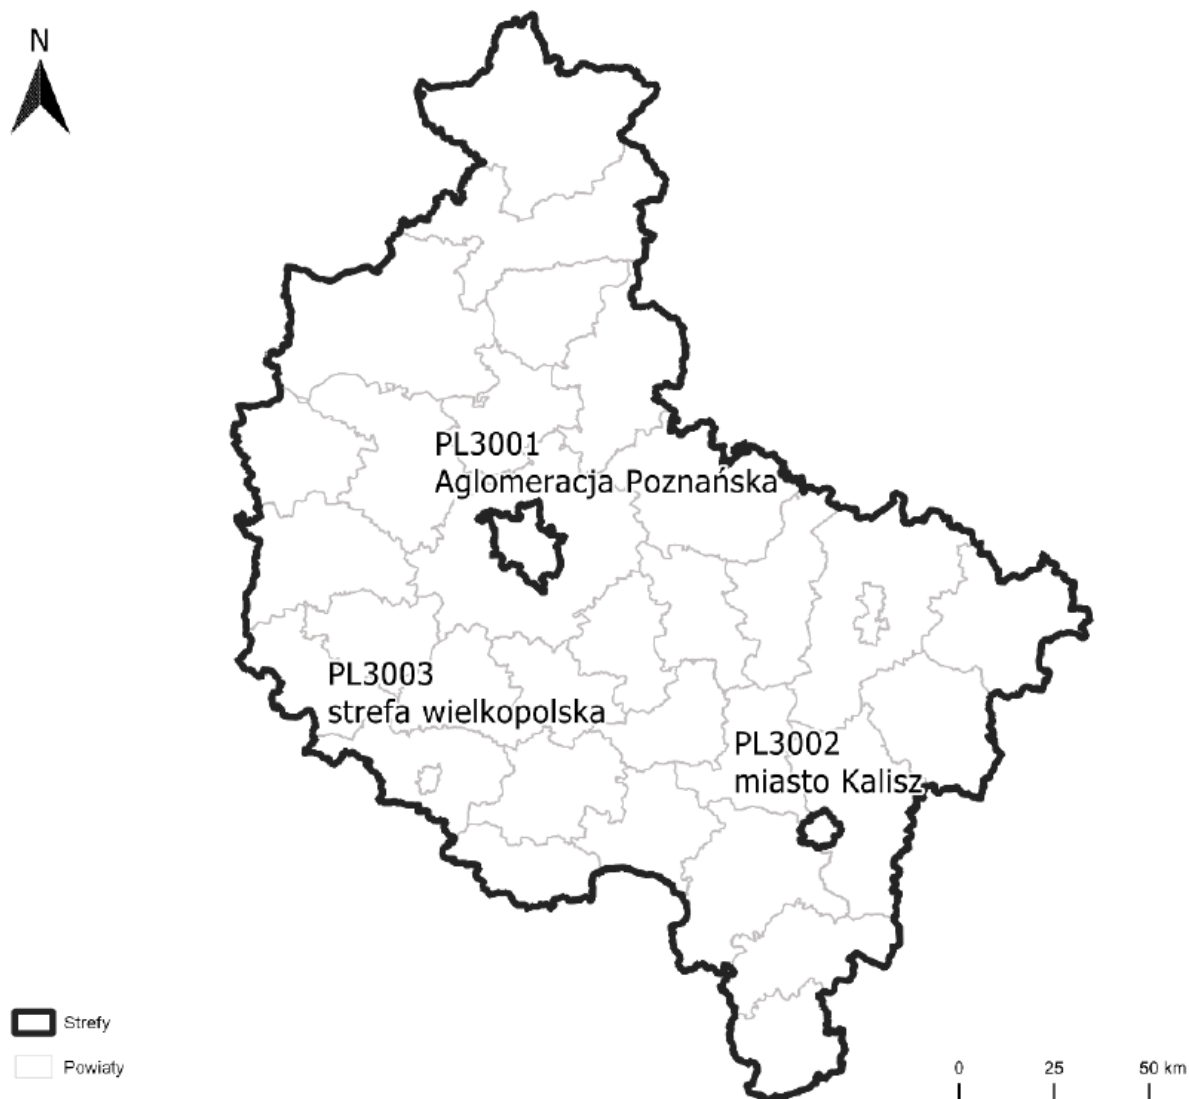 N
PL3001
Aglomeracja Poznańska
PL3003
strefa wielkopolska
PL3002
miasto Kalisz
Strefy
Powiaty
0 25 50 km